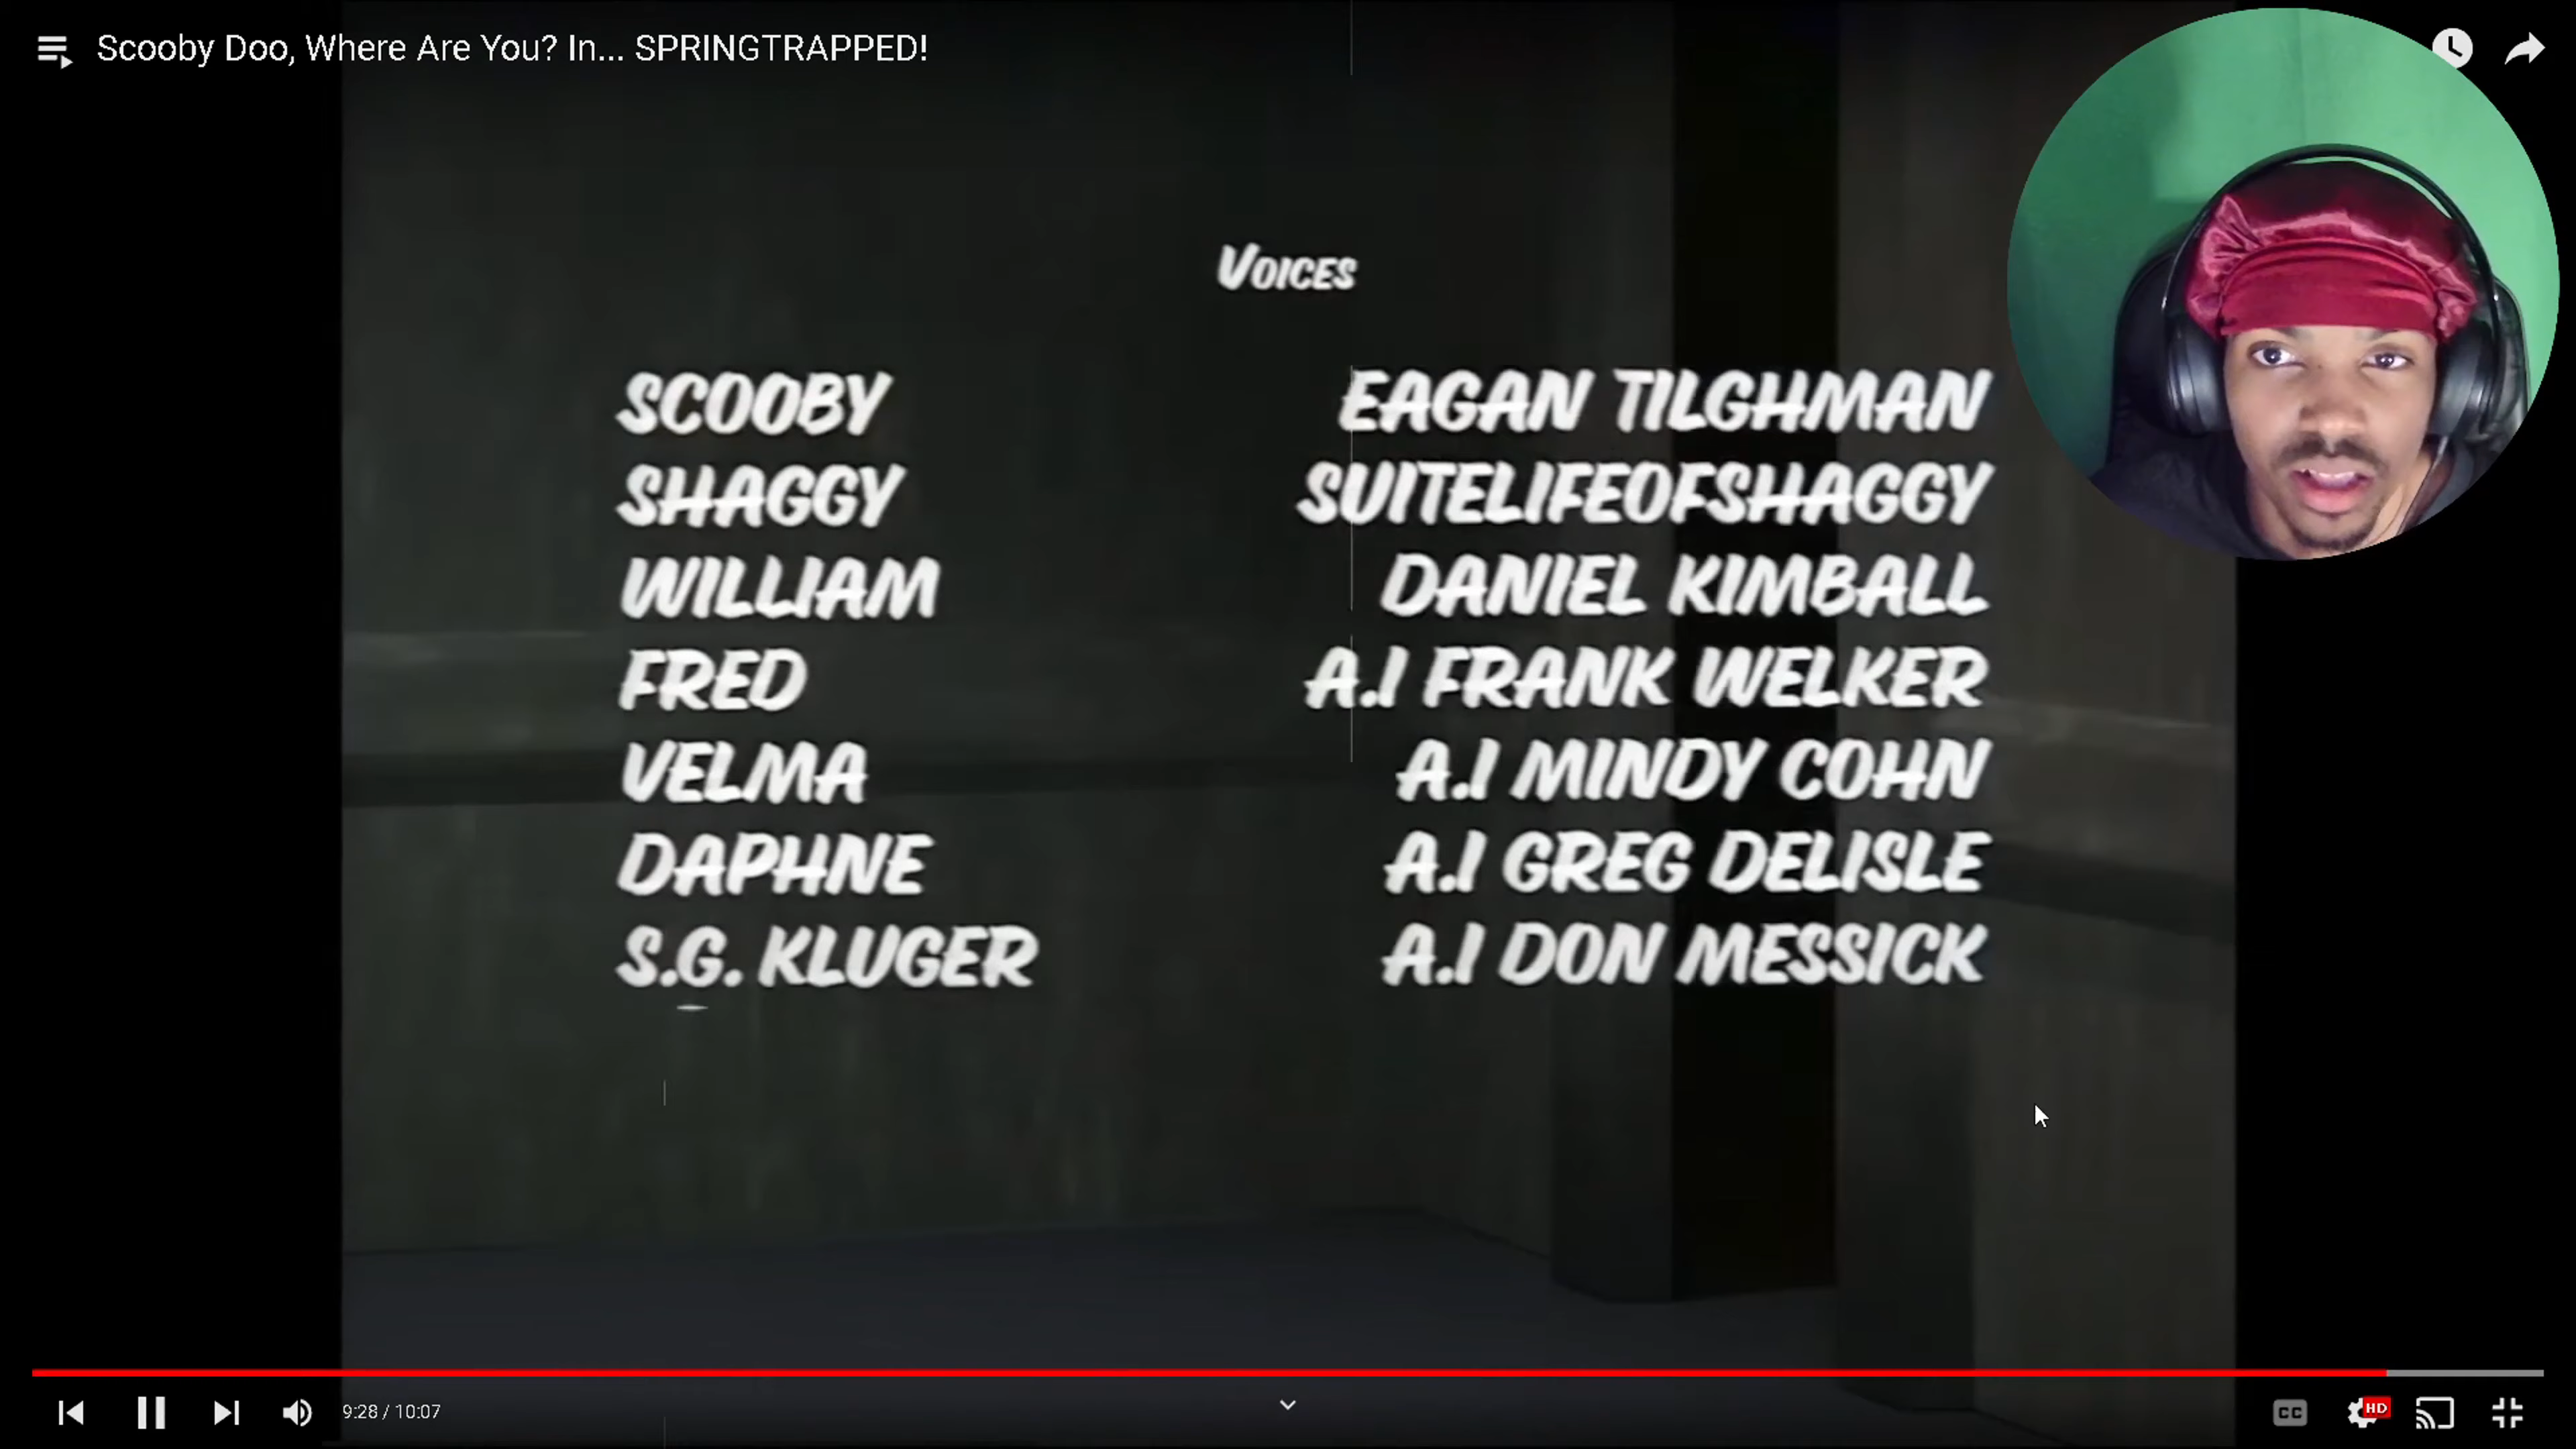 Scooby Doo, Where Are You? In... SPRINGTRAPPED!
VOICES
SCOOBY EAGAN TILGHMAN
SHAGGY SUITELIFEOFSHAGGY
WILLIAM DANIEL KIMBALL
FRED A.I FRANK WELKER
VELMA A.I MINDY COHN
DAPHNE A.I GREG DELISLE
S.G. KLUGER A.I DON MESSICK
9:28 / 10:07
CC HD